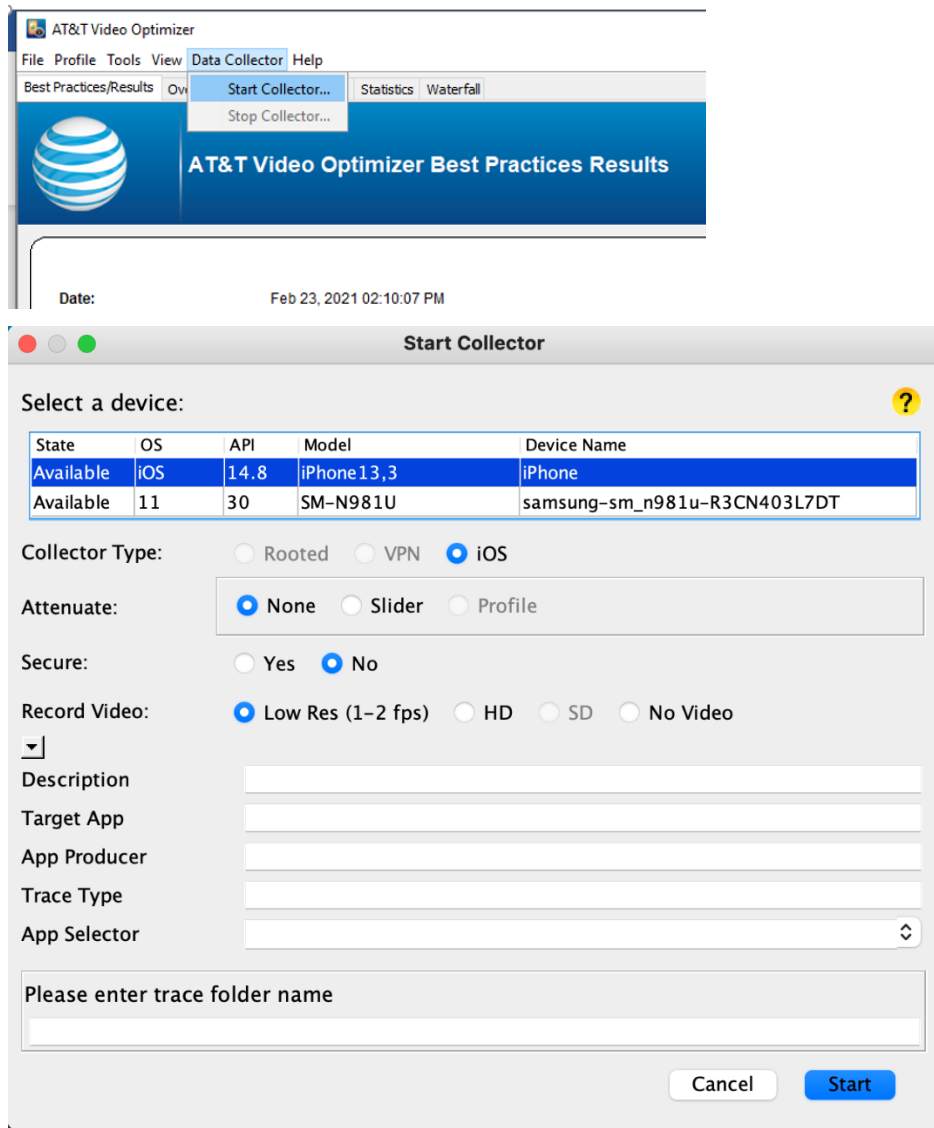 AT&T Video Optimizer
File Profile Tools View Data Collector Help
Best Practices/Results Ov Start Collector... Statistics Waterfall
Stop Collector...
AT&T Video Optimizer Best Practices Results
Date: Feb 23, 2021 02:10:07 PM
Start Collector
Select a device: ?
State OS API Model Device Name
Available iOS 14.8 iPhone13,3 iPhone
Available 11 30 SM-N981U samsung-sm_n981u-R3CN403L7DT
Collector Type: Rooted VPN iOS
Attenuate: None Slider Profile
Secure: Yes No
Record Video: Low Res (1-2 fps) HD SD No Video
Description
Target App
App Producer
Trace Type
App Selector
Please enter trace folder name
Cancel Start